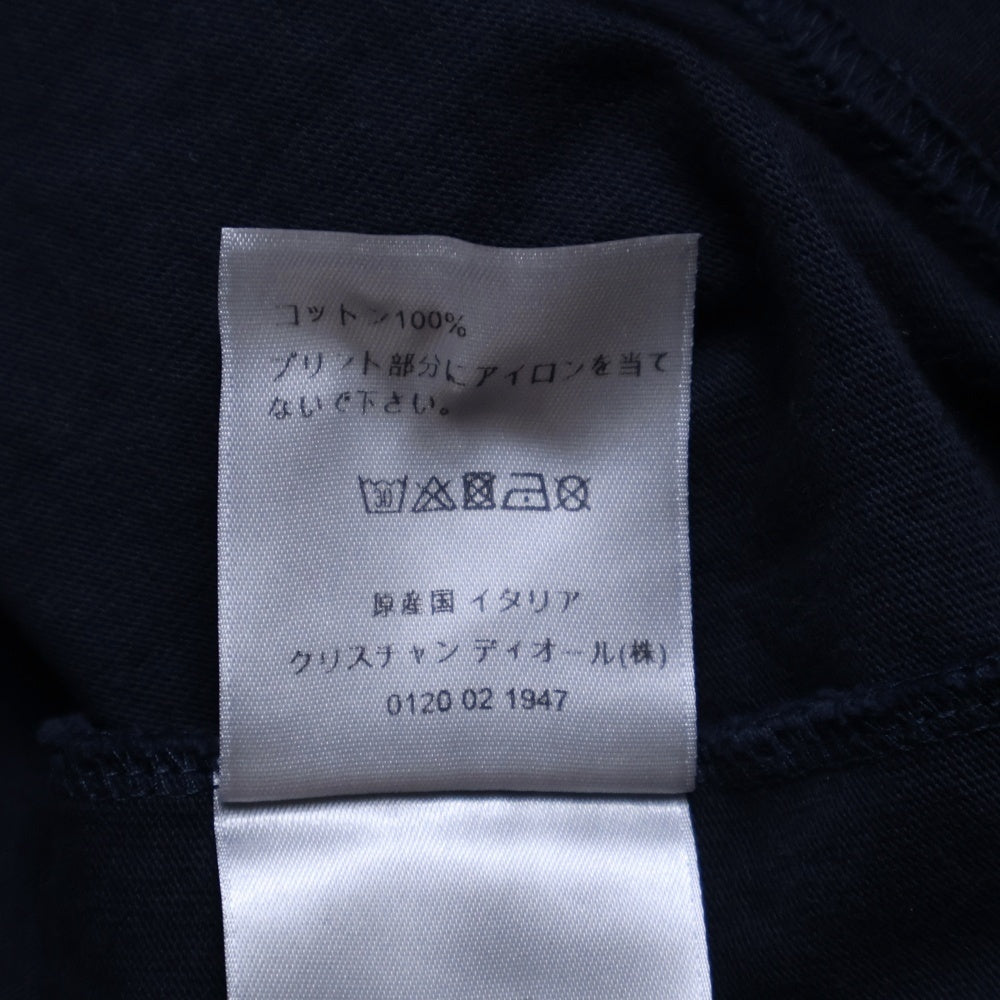 コットン100%
プリント部分にアイロンを当て
ないで下さい。
30
原産国 イタリア
クリスチャン ディオール(株)
0120 02 1947